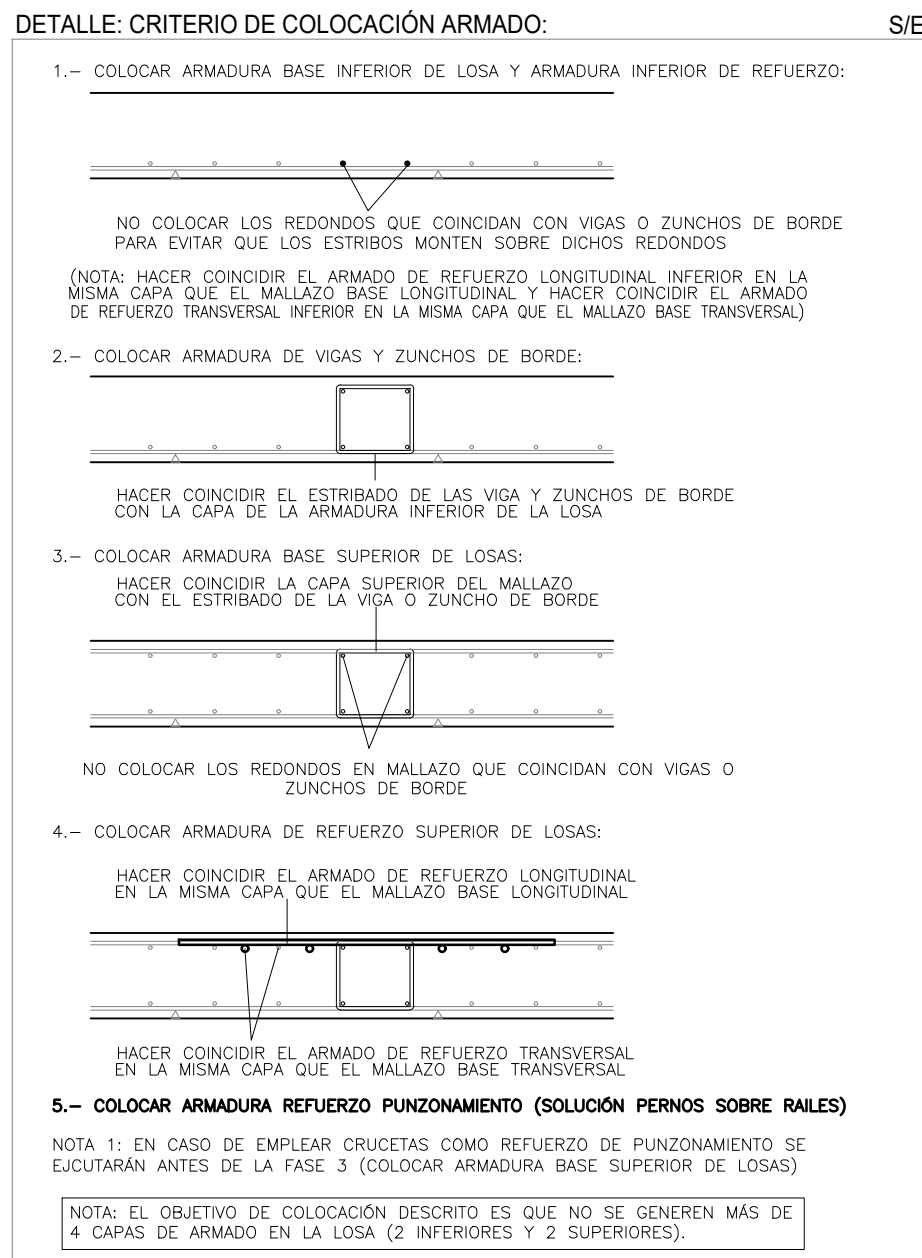 DETALLE: CRITERIO DE COLOCACIÓN ARMADO:
S/E
1.– COLOCAR ARMADURA BASE INFERIOR DE LOSA Y ARMADURA INFERIOR DE REFUERZO:
NO COLOCAR LOS REDONDOS QUE COINCIDAN CON VIGAS O ZUNCHOS DE BORDE
PARA EVITAR QUE LOS ESTRIBOS MONTEN SOBRE DICHOS REDONDOS
(NOTA: HACER COINCIDIR EL ARMADO DE REFUERZO LONGITUDINAL INFERIOR EN LA
MISMA CAPA QUE EL MALLAZO BASE LONGITUDINAL Y HACER COINCIDIR EL ARMADO
DE REFUERZO TRANSVERSAL INFERIOR EN LA MISMA CAPA QUE EL MALLAZO BASE TRANSVERSAL)
2.– COLOCAR ARMADURA DE VIGAS Y ZUNCHOS DE BORDE:
HACER COINCIDIR EL ESTRIBADO DE LAS VIGA Y ZUNCHOS DE BORDE
CON LA CAPA DE LA ARMADURA INFERIOR DE LA LOSA
3.– COLOCAR ARMADURA BASE SUPERIOR DE LOSAS:
HACER COINCIDIR LA CAPA SUPERIOR DEL MALLAZO
CON EL ESTRIBADO DE LA VIGA O ZUNCHO DE BORDE
NO COLOCAR LOS REDONDOS EN MALLAZO QUE COINCIDAN CON VIGAS O
ZUNCHOS DE BORDE
4.– COLOCAR ARMADURA DE REFUERZO SUPERIOR DE LOSAS:
HACER COINCIDIR EL ARMADO DE REFUERZO LONGITUDINAL
EN LA MISMA CAPA QUE EL MALLAZO BASE LONGITUDINAL
HACER COINCIDIR EL ARMADO DE REFUERZO TRANSVERSAL
EN LA MISMA CAPA QUE EL MALLAZO BASE TRANSVERSAL
5.– COLOCAR ARMADURA REFUERZO PUNZONAMIENTO (SOLUCIÓN PERNOS SOBRE RAILES)
NOTA 1: EN CASO DE EMPLEAR CRUCETAS COMO REFUERZO DE PUNZONAMIENTO SE
EJCUTARÁN ANTES DE LA FASE 3 (COLOCAR ARMADURA BASE SUPERIOR DE LOSAS)
NOTA: EL OBJETIVO DE COLOCACIÓN DESCRITO ES QUE NO SE GENEREN MÁS DE
4 CAPAS DE ARMADO EN LA LOSA (2 INFERIORES Y 2 SUPERIORES).